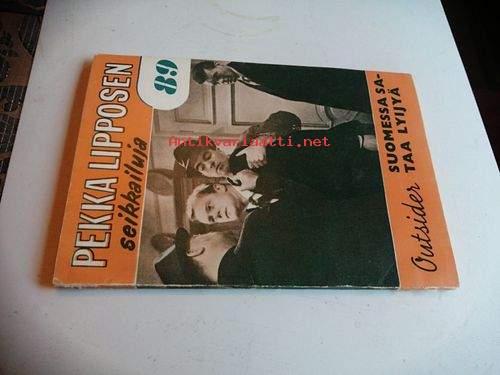 PEKKA LIPPOSEN
seikkailuja
89
Antikvariaatti.net
Outsider
SUOMESSA SA-
TAA LYIJYÄ